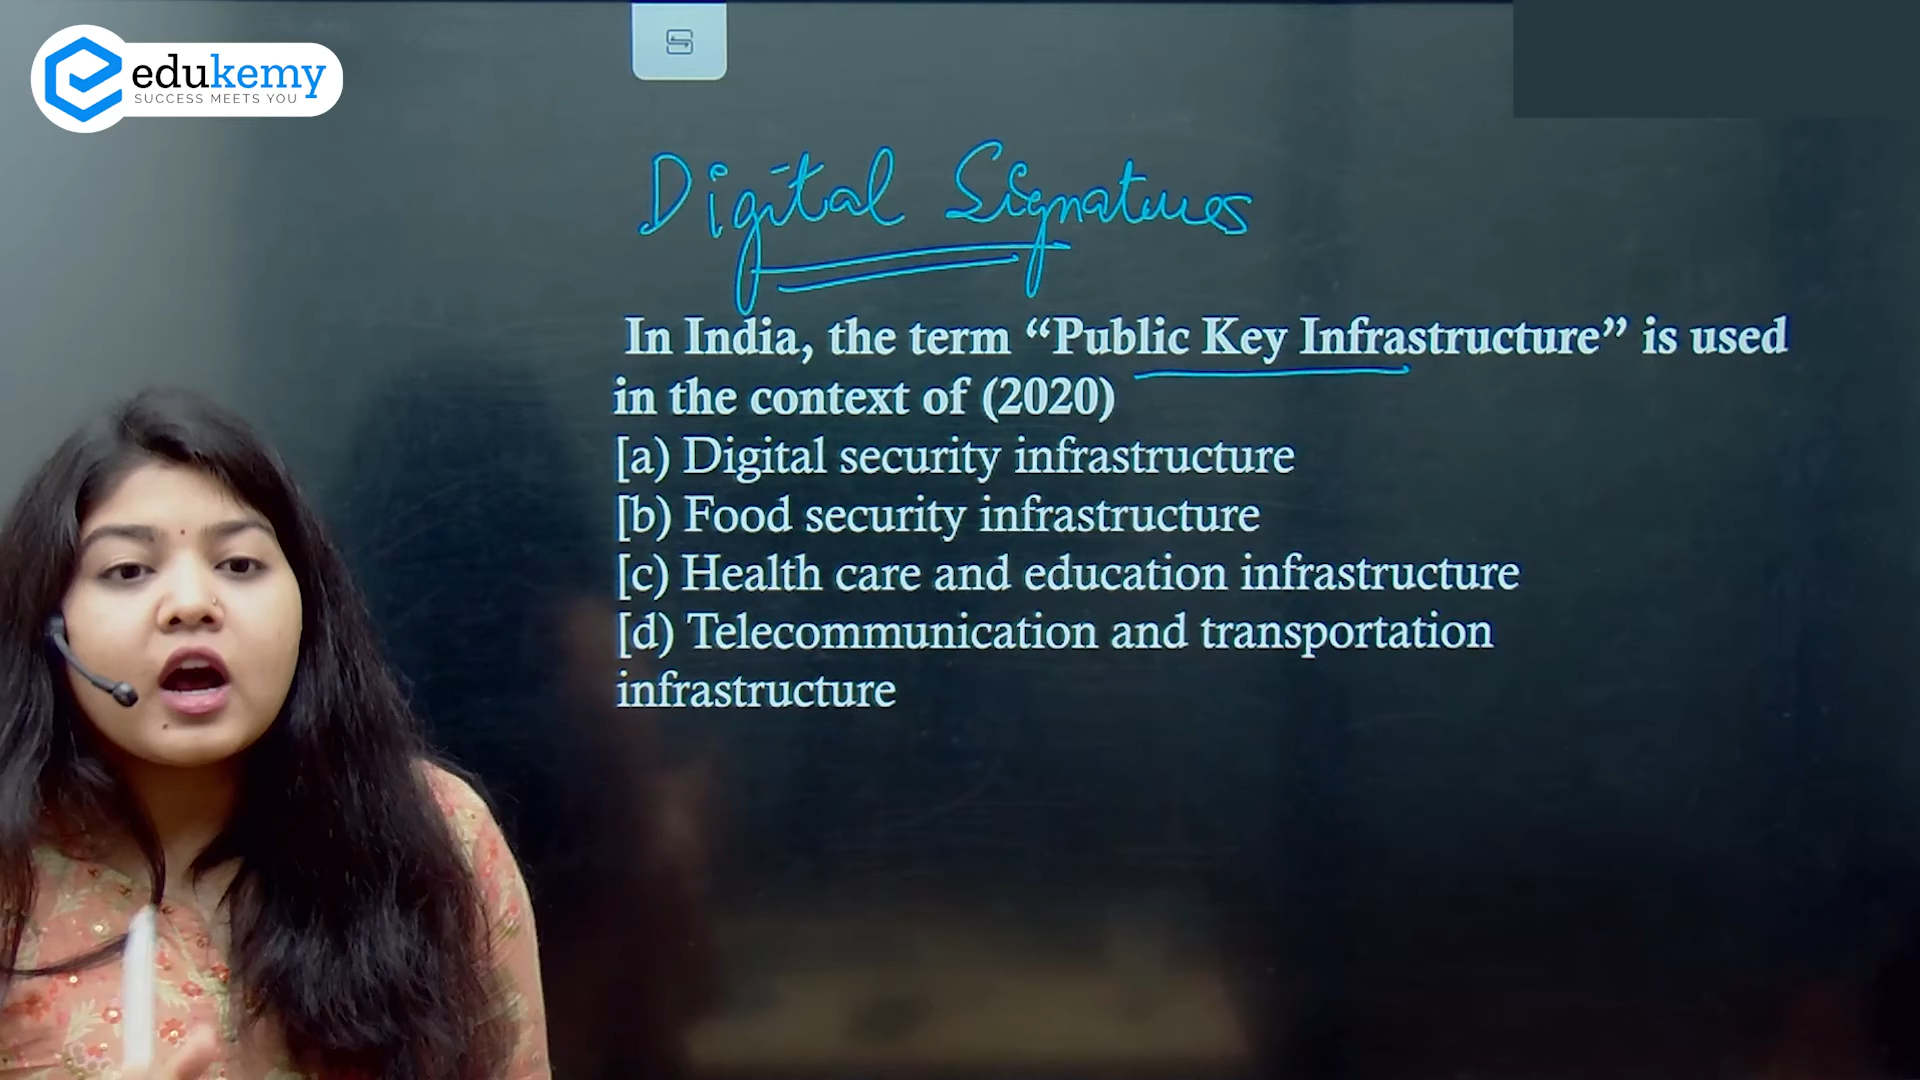 edukemy
SUCCESS MEETS YOU
Digital Signatures
In India, the term “Public Key Infrastructure” is used
in the context of (2020)
[a) Digital security infrastructure
[b) Food security infrastructure
[c) Health care and education infrastructure
[d) Telecommunication and transportation
infrastructure